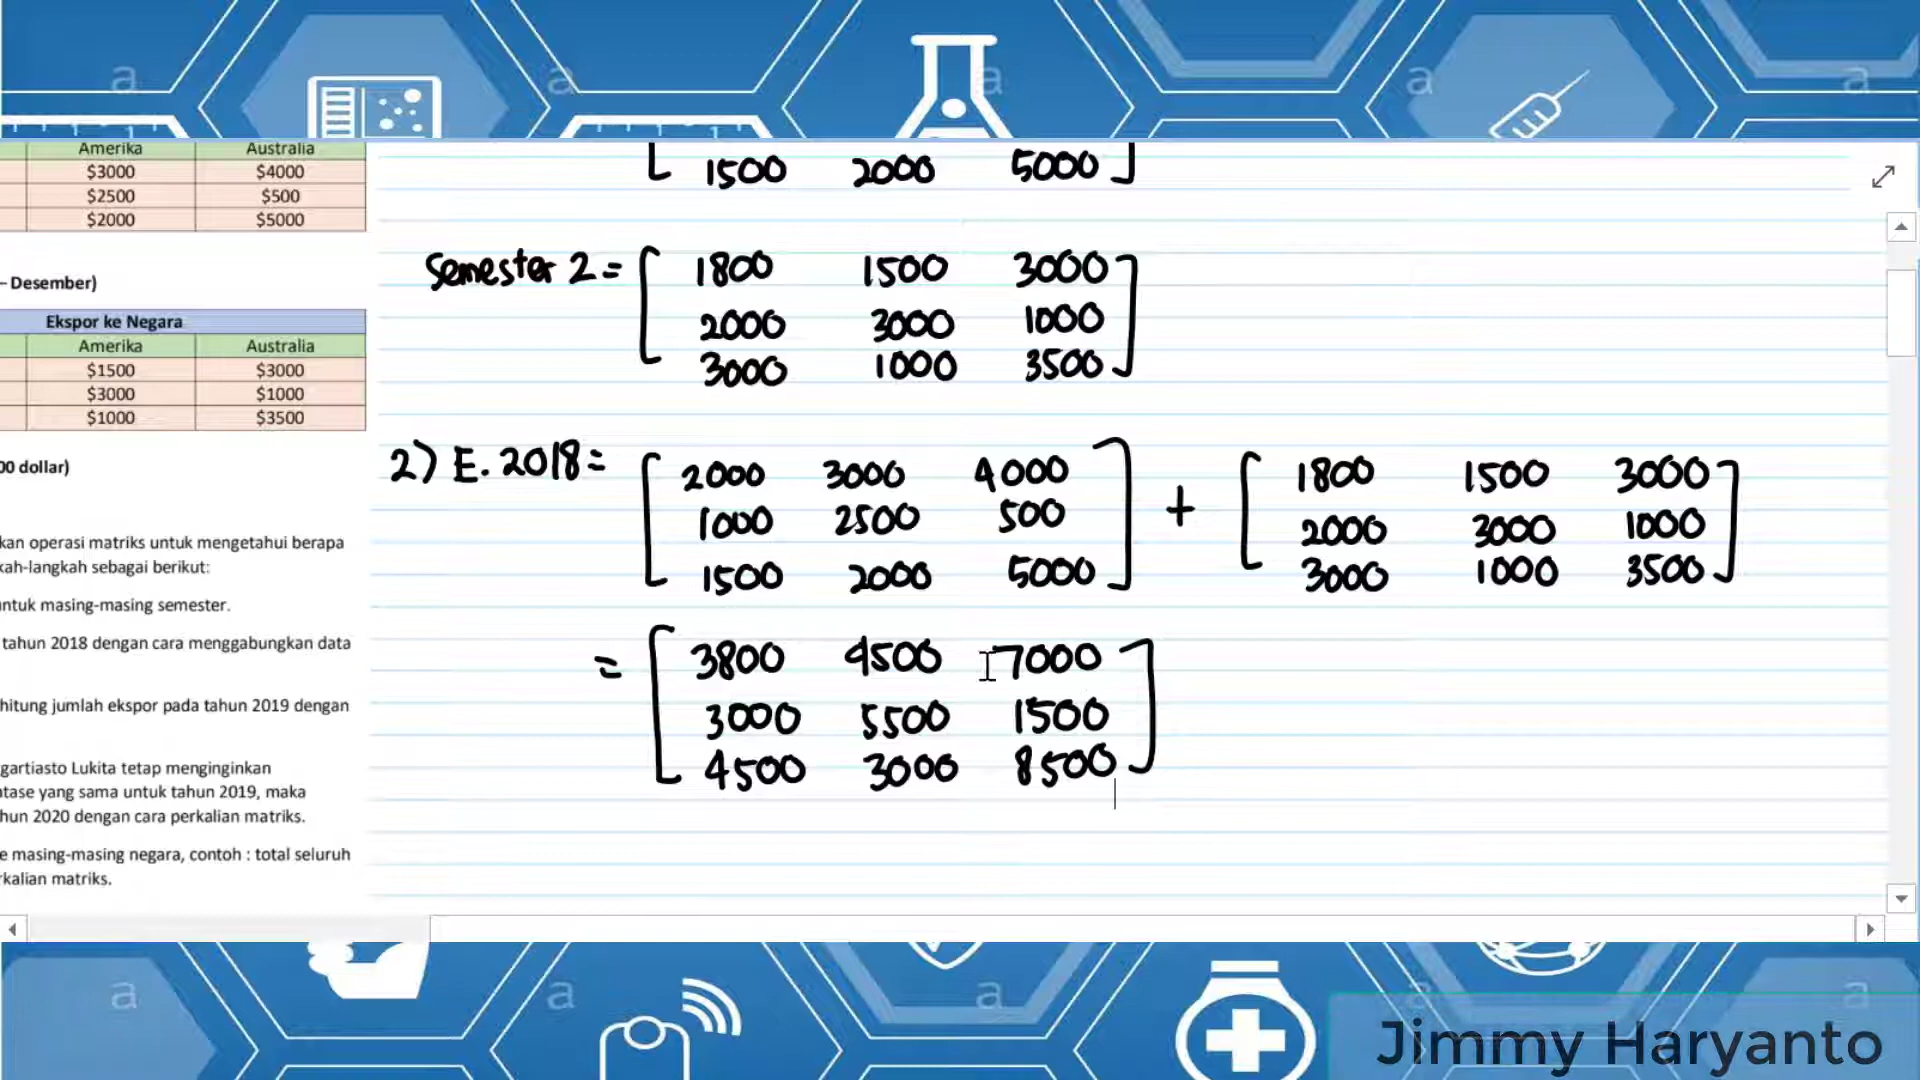 Amerika Australia
$3000 $4000
$2500 $500
$2000 $5000
– Desember)
Ekspor ke Negara
Amerika Australia
$1500 $3000
$3000 $1000
$1000 $3500
00 dollar)
kan operasi matriks untuk mengetahui berapa
kah-langkah sebagai berikut:
untuk masing-masing semester.
tahun 2018 dengan cara menggabungkan data
hitung jumlah ekspor pada tahun 2019 dengan
gartiasto Lukita tetap menginginkan
ntase yang sama untuk tahun 2019, maka
hun 2020 dengan cara perkalian matriks.
e masing-masing negara, contoh : total seluruh
rkalian matriks.
1500 2000 5000
Semester 2 = [ 1800 1500 3000 ]
2000 3000 1000
3000 1000 3500
2) E. 2018 = [ 2000 3000 4000 ] + [ 1800 1500 3000 ]
1000 2500 500 2000 3000 1000
1500 2000 5000 3000 1000 3500
= [ 3800 4500 7000 ]
3000 5500 1500
4500 3000 8500
Jimmy Haryanto
a a a a a
a a a a a